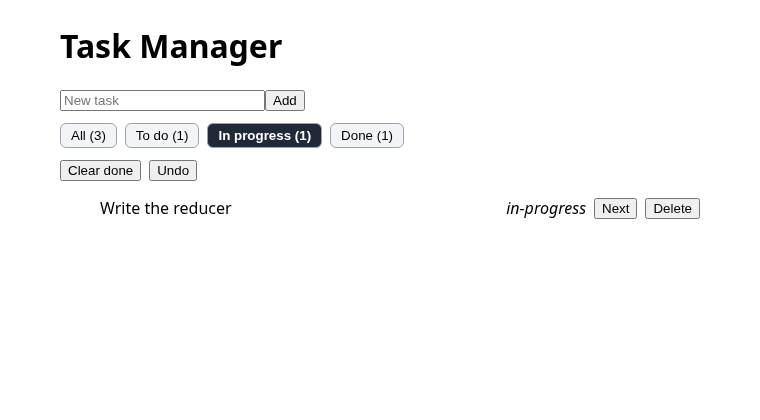 Task Manager
New task Add
All (3) To do (1) In progress (1) Done (1)
Clear done Undo
Write the reducer in-progress Next Delete